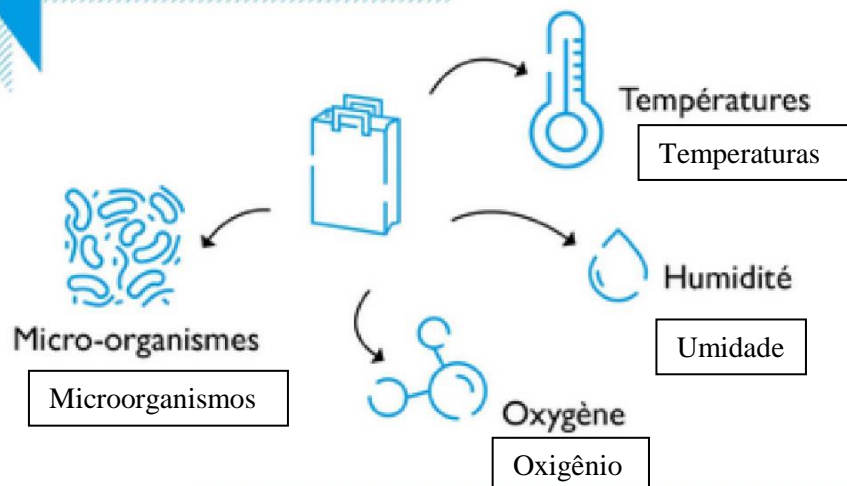 Températures
Temperaturas
Humidité
Umidade
Micro-organismes
Microorganismos
Oxygène
Oxigênio